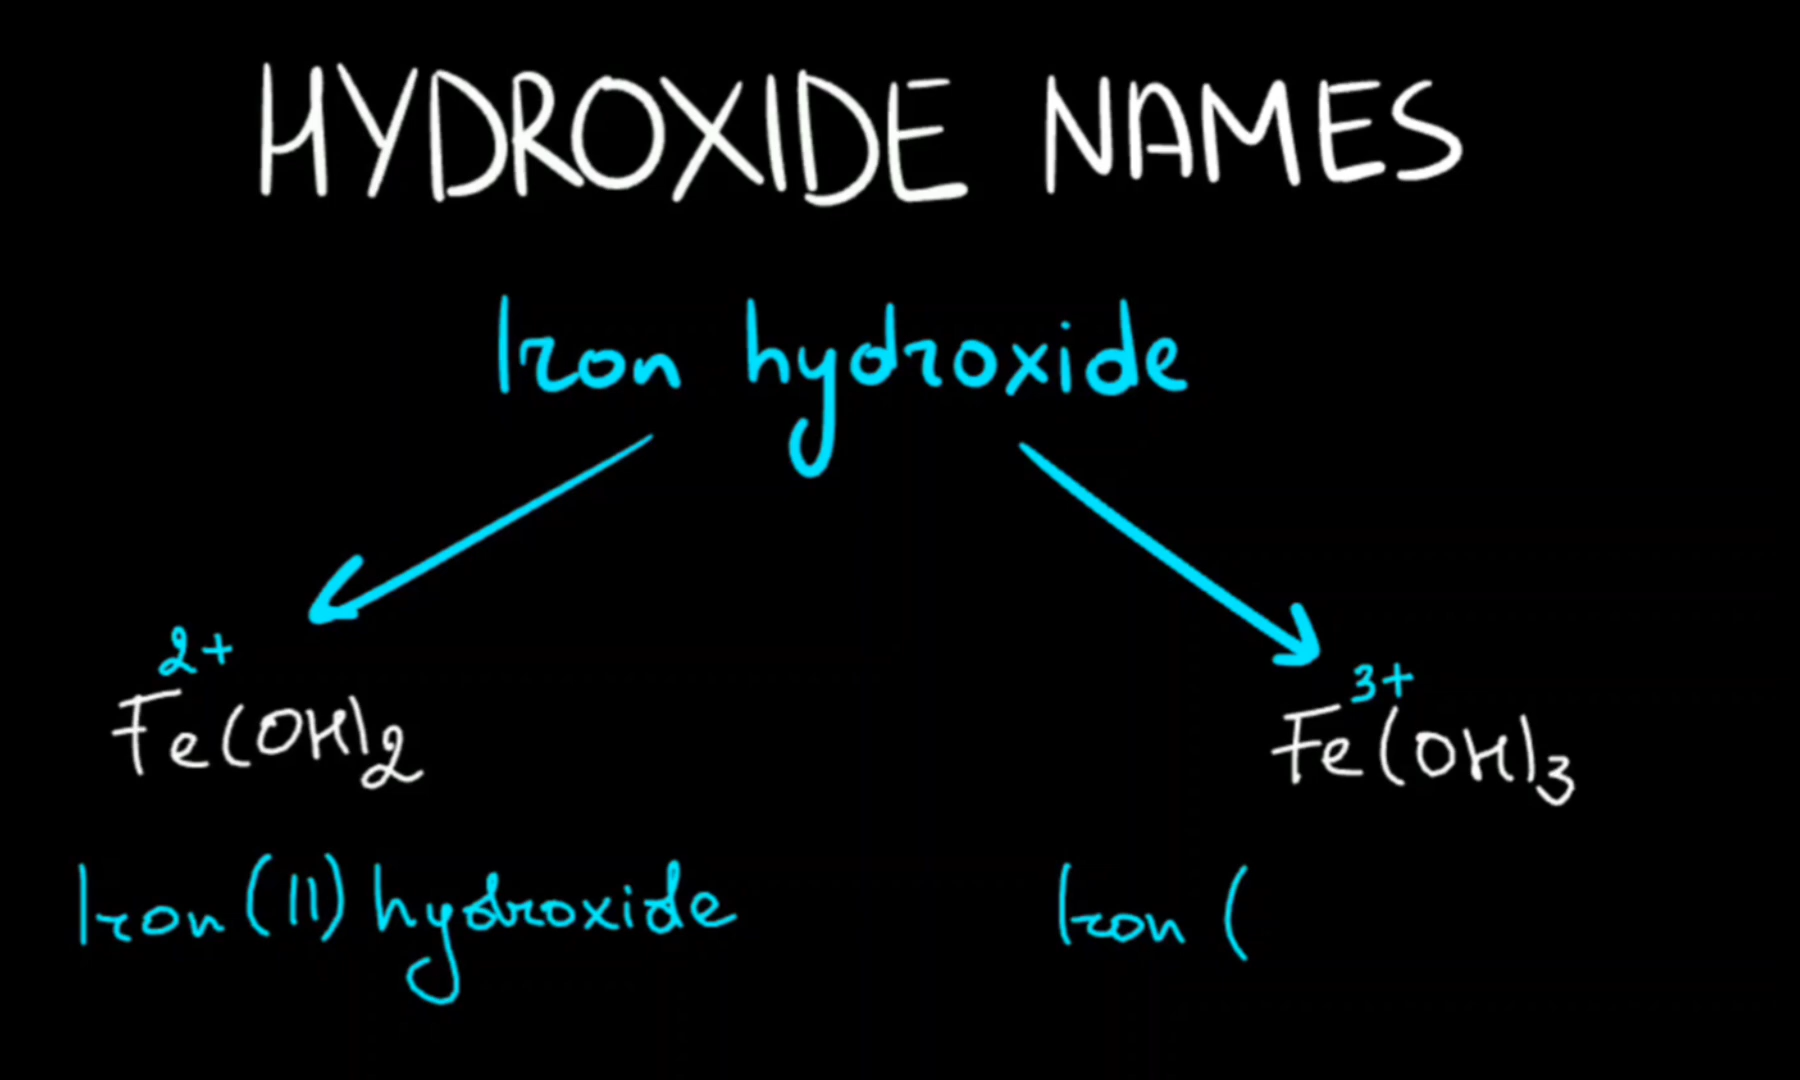 HYDROXIDE NAMES
Iron hydroxide
2+
Fe(OH)2
3+
Fe(OH)3
Iron (II) hydroxide
Iron (